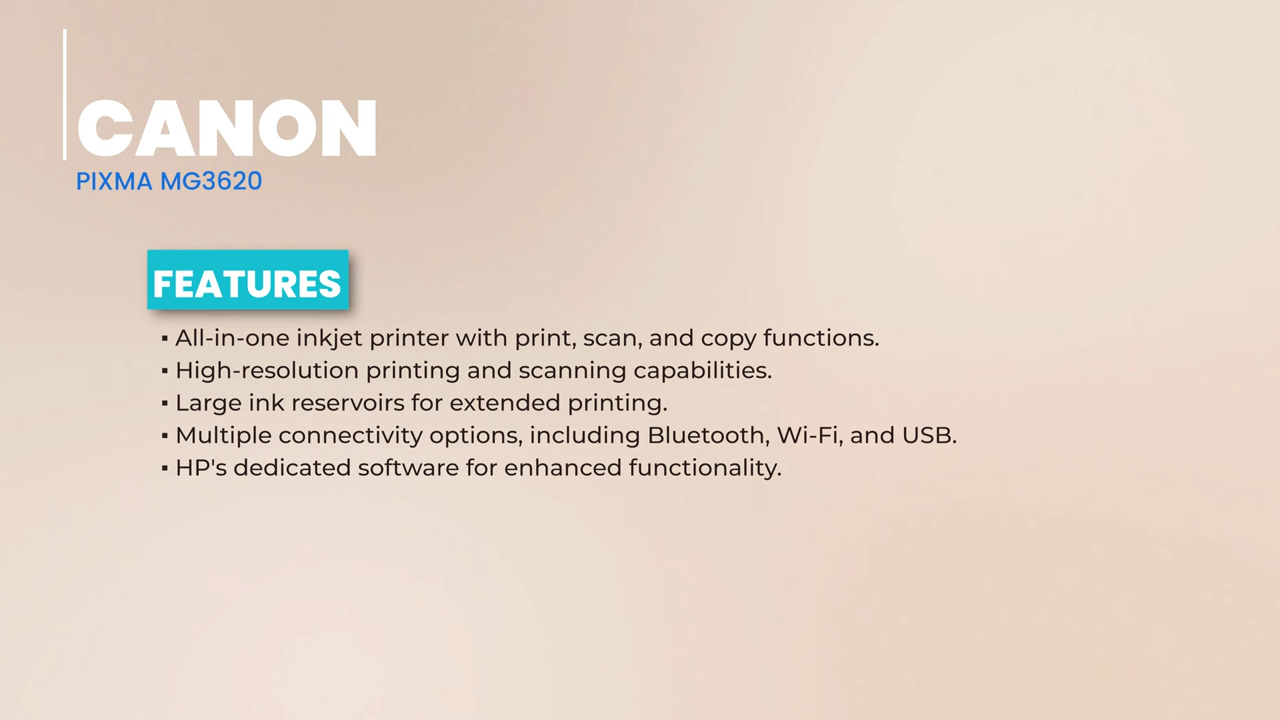 CANON
PIXMA MG3620
FEATURES
▪ All-in-one inkjet printer with print, scan, and copy functions.
▪ High-resolution printing and scanning capabilities.
▪ Large ink reservoirs for extended printing.
▪ Multiple connectivity options, including Bluetooth, Wi-Fi, and USB.
▪ HP's dedicated software for enhanced functionality.